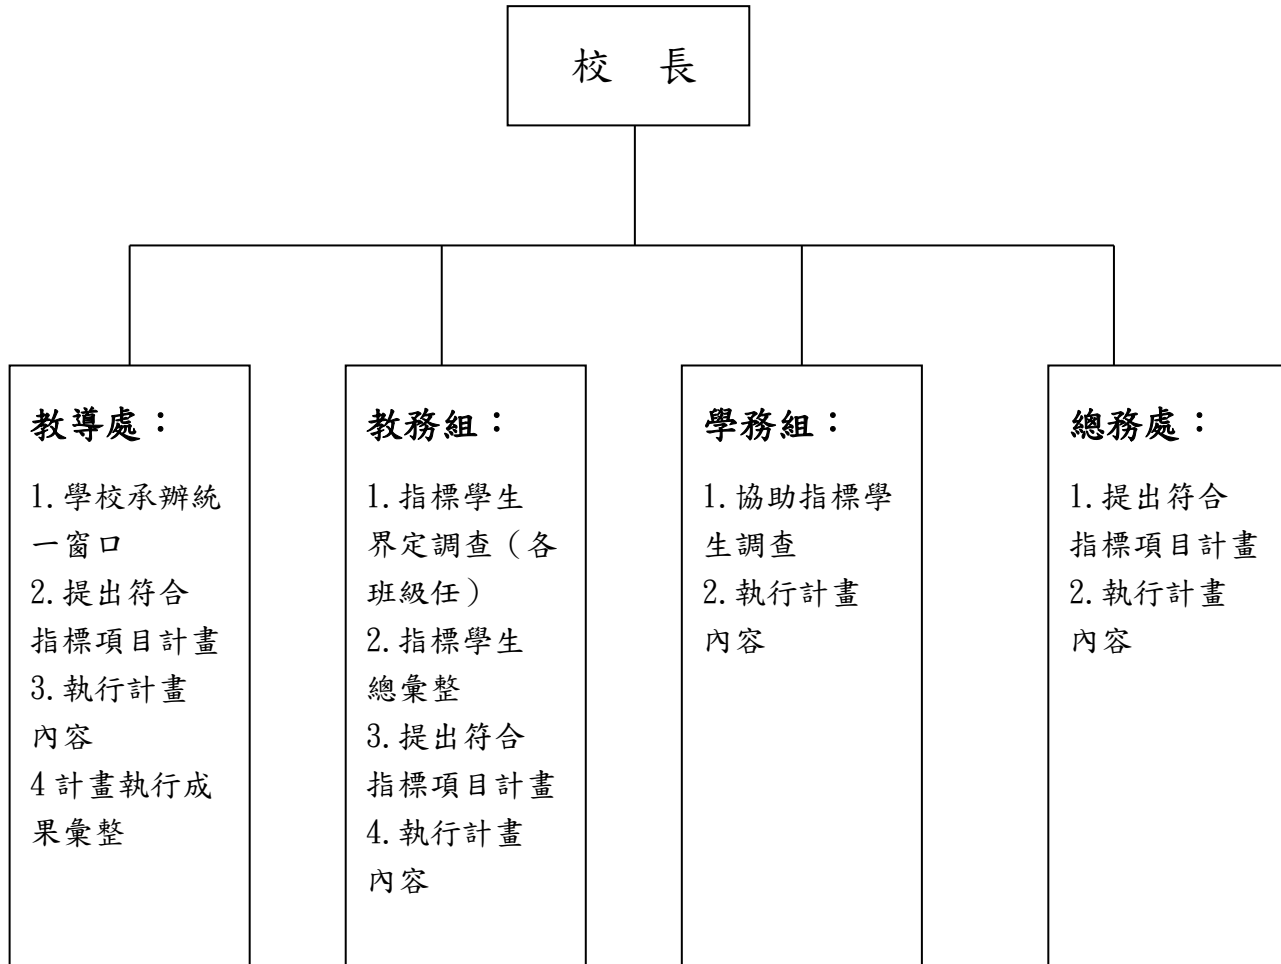 校 長
教導處：
1.學校承辦統
一窗口
2.提出符合
指標項目計畫
3.執行計畫
內容
4 計畫執行成
果彙整
教務組：
1.指標學生
界定調查（各
班級任）
2.指標學生
總彙整
3.提出符合
指標項目計畫
4.執行計畫
內容
學務組：
1.協助指標學
生調查
2.執行計畫
內容
總務處：
1.提出符合
指標項目計畫
2.執行計畫
內容